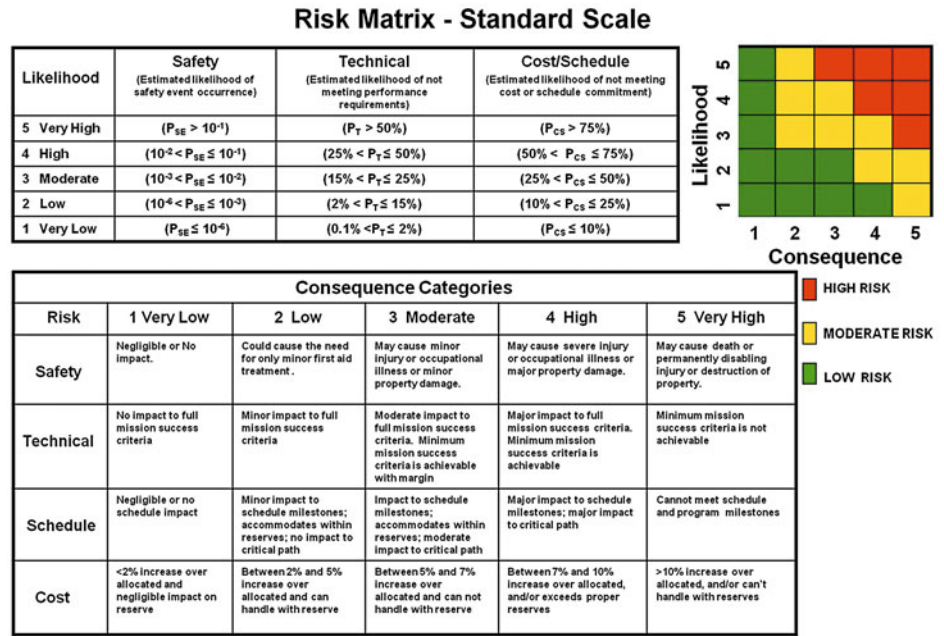 Risk Matrix - Standard Scale
Likelihood
Safety
(Estimated likelihood of
safety event occurrence)
Technical
(Estimated likelihood of not
meeting performance
requirements)
Cost/Schedule
(Estimated likelihood of not meeting
cost or schedule commitment)
5 Very High
(PSE > 10-1)
(PT > 50%)
(PCS > 75%)
4 High
(10-2 < PSE ≤ 10-1)
(25% < PT ≤ 50%)
(50% < PCS ≤ 75%)
3 Moderate
(10-3 < PSE ≤ 10-2)
(15% < PT ≤ 25%)
(25% < PCS ≤ 50%)
2 Low
(10-6 < PSE ≤ 10-3)
(2% < PT ≤ 15%)
(10% < PCS ≤ 25%)
1 Very Low
(PSE ≤ 10-6)
(0.1% <PT ≤ 2%)
(PCS ≤ 10%)
Likelihood
5
4
3
2
1
1 2 3 4 5
Consequence
HIGH RISK
MODERATE RISK
LOW RISK
Consequence Categories
Risk
1 Very Low
2 Low
3 Moderate
4 High
5 Very High
Safety
Negligible or No
impact.
Could cause the need
for only minor first aid
treatment .
May cause minor
injury or occupational
illness or minor
property damage.
May cause severe injury
or occupational illness or
major property damage.
May cause death or
permanently disabling
injury or destruction of
property.
Technical
No impact to full
mission success
criteria
Minor impact to full
mission success
criteria
Moderate impact to
full mission success
criteria. Minimum
mission success
criteria is achievable
with margin
Major impact to full
mission success criteria.
Minimum mission
success criteria is
achievable
Minimum mission
success criteria is not
achievable
Schedule
Negligible or no
schedule impact
Minor impact to
schedule milestones;
accommodates within
reserves; no impact to
critical path
Impact to schedule
milestones;
accommodates within
reserves; moderate
impact to critical path
Major impact to schedule
milestones; major impact
to critical path
Cannot meet schedule
and program milestones
Cost
<2% increase over
allocated and
negligible impact on
reserve
Between 2% and 5%
increase over
allocated and can
handle with reserve
Between 5% and 7%
increase over
allocated and can not
handle with reserve
Between 7% and 10%
increase over allocated,
and/or exceeds proper
reserves
>10% increase over
allocated, and/or can't
handle with reserves